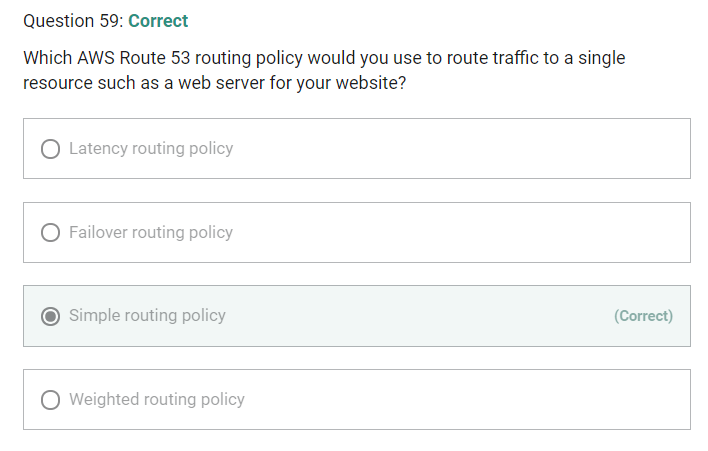 Question 59: Correct
Which AWS Route 53 routing policy would you use to route traffic to a single
resource such as a web server for your website?
Latency routing policy
Failover routing policy
Simple routing policy (Correct)
Weighted routing policy